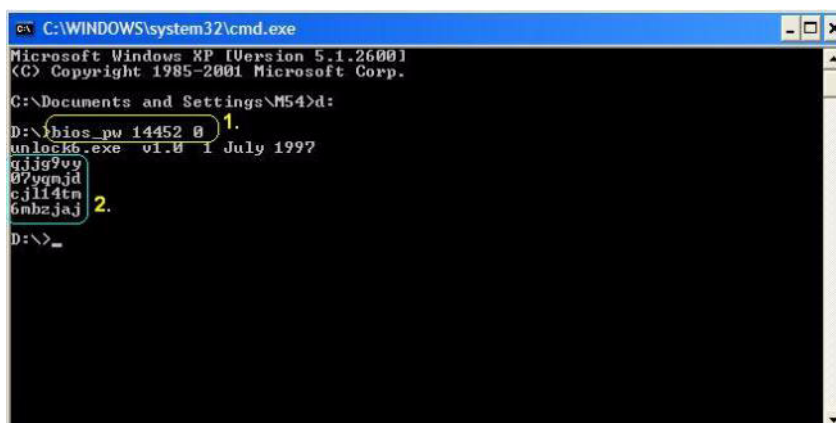 C:\WINDOWS\system32\cmd.exe
Microsoft Windows XP [Version 5.1.2600]
(C) Copyright 1985-2001 Microsoft Corp.
C:\Documents and Settings\M54>d:
D:\>bios_pw 14452 0 1.
unlock6.exe v1.0 1 July 1997
qjjg9vy
07yqmjd
cjl14tm
6mbzjaj 2.
D:\>_